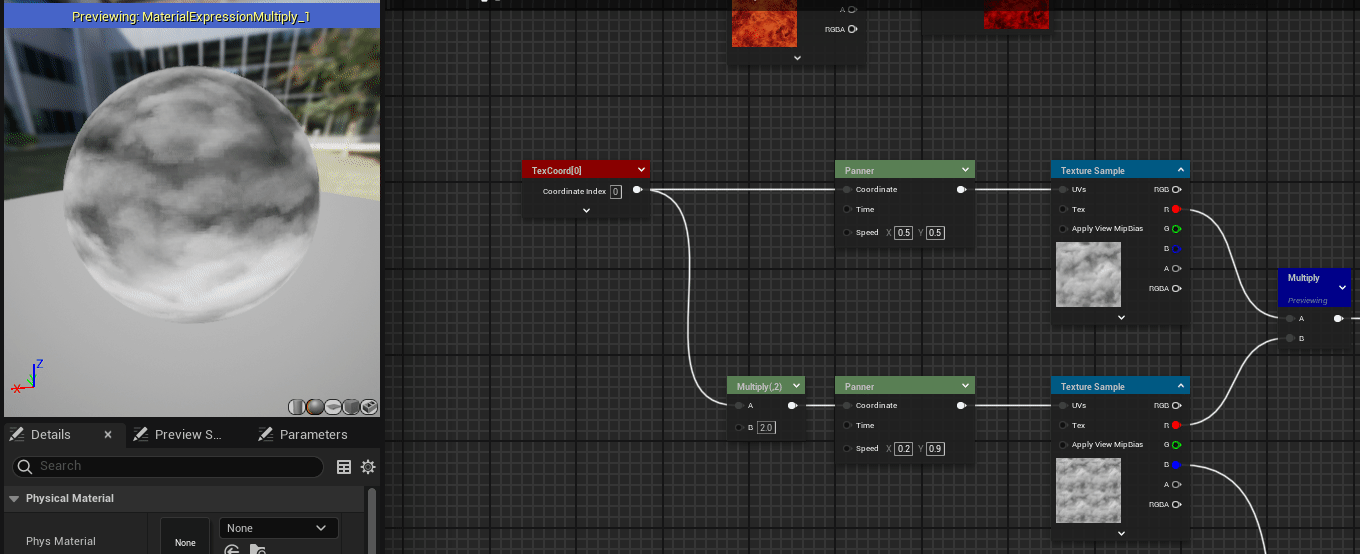 Previewing: MaterialExpressionMultiply_1
Z
X
Details
Preview S...
Parameters
Search
Physical Material
Phys Material
None
None
A
RGBA
TexCoord[0]
Coordinate Index 0
Panner
Coordinate
Time
Speed X 0.5 Y 0.5
Texture Sample
UVs RGB
Tex R
Apply View MipBias G
B
A
RGBA
Multiply
Previewing
A
B
Multiply(,2)
A
B 2.0
Panner
Coordinate
Time
Speed X 0.2 Y 0.9
Texture Sample
UVs RGB
Tex R
Apply View MipBias G
B
A
RGBA